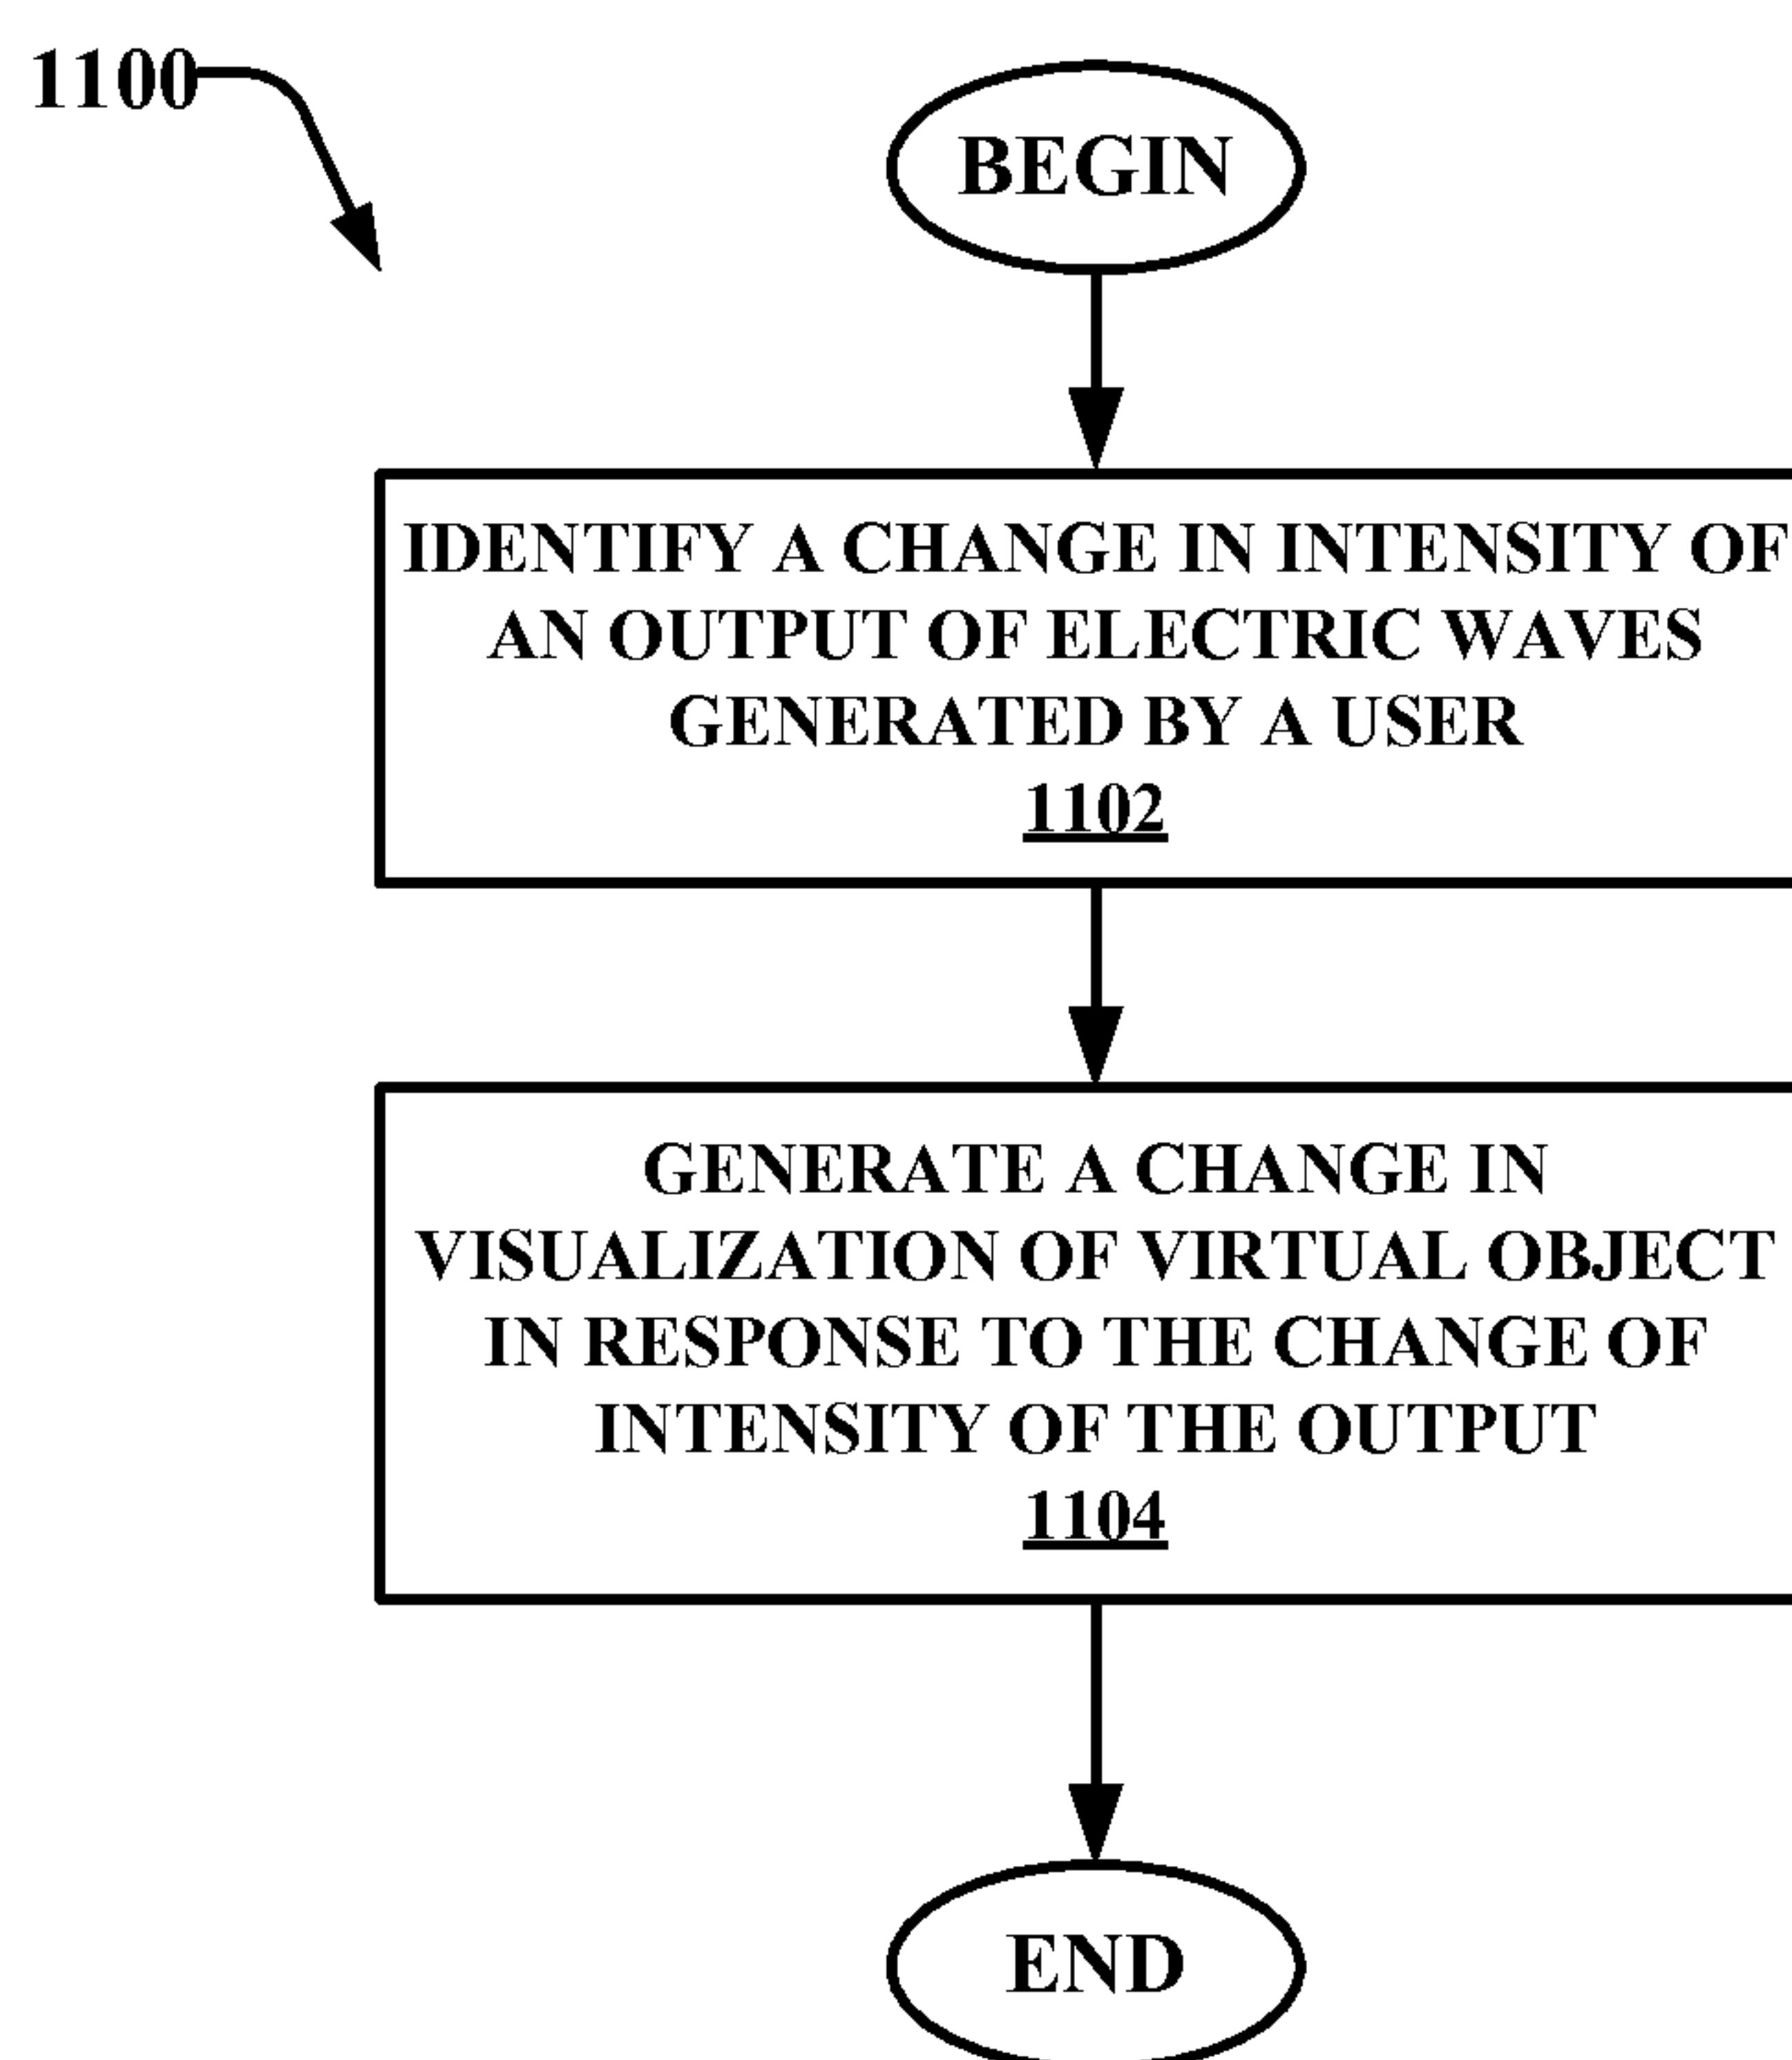 1100
BEGIN
IDENTIFY A CHANGE IN INTENSITY OF
AN OUTPUT OF ELECTRIC WAVES
GENERATED BY A USER
1102
GENERATE A CHANGE IN
VISUALIZATION OF VIRTUAL OBJECT
IN RESPONSE TO THE CHANGE OF
INTENSITY OF THE OUTPUT
1104
END